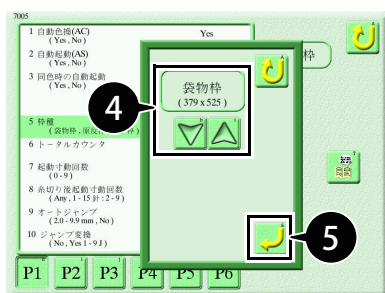 7005
1 自動色換(AC)
( Yes , No )
Yes
2 自動起動(AS)
( Yes , No )
3 同色時の自動起動
( Yes , No )
5 枠種
( 袋物枠 , 原反
6 トータルカウンタ
7 起動寸動回数
( 0 - 9 )
8 糸切り後起動寸動回数
( Any , 1 - 15 針 : 2 - 9 )
9 オートジャンプ
( 2.0 - 9.9 mm , No )
10 ジャンプ変換
( No , Yes 1 - 9 J )
枠
袋物枠
( 379 x 525 )
4
5
P1 P2 P3 P4 P5 P6